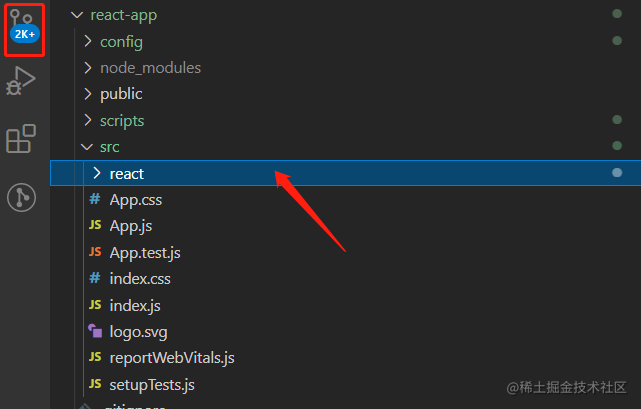 2K+
react-app
config
node_modules
public
scripts
src
react
# App.css
JS App.js
JS App.test.js
# index.css
JS index.js
logo.svg
JS reportWebVitals.js
JS setupTests.js
.gitignore
@稀土掘金技术社区